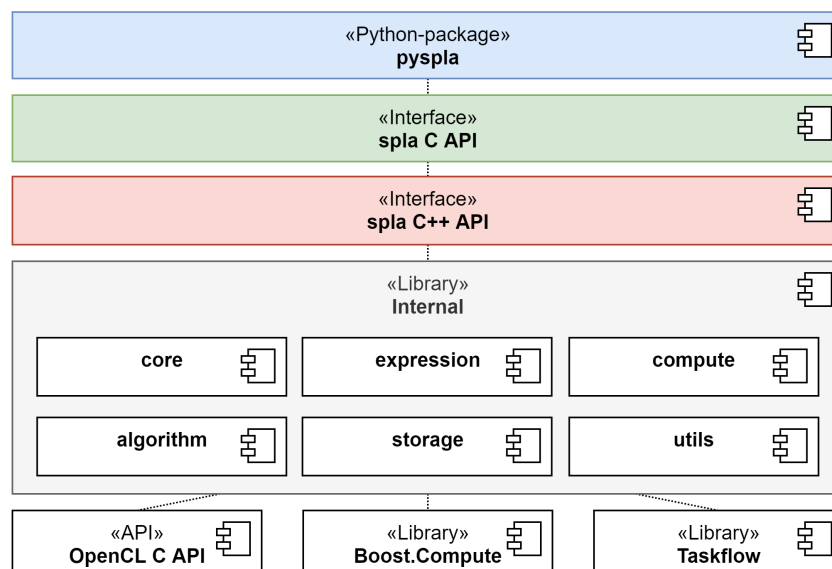 «Python-package»
pyspla
«Interface»
spla C API
«Interface»
spla C++ API
«Library»
Internal
core
expression
compute
algorithm
storage
utils
«API»
OpenCL C API
«Library»
Boost.Compute
«Library»
Taskflow